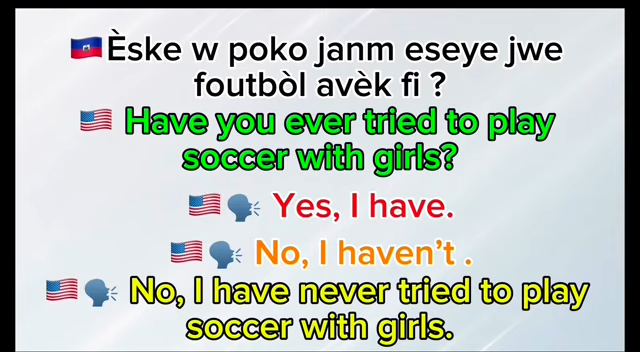 🇭🇹Èske w poko janm eseye jwe
foutbòl avèk fi ?
🇺🇸 Have you ever tried to play
soccer with girls?
🇺🇸🗣 Yes, I have.
🇺🇸🗣 No, I haven’t .
🇺🇸🗣 No, I have never tried to play
soccer with girls.